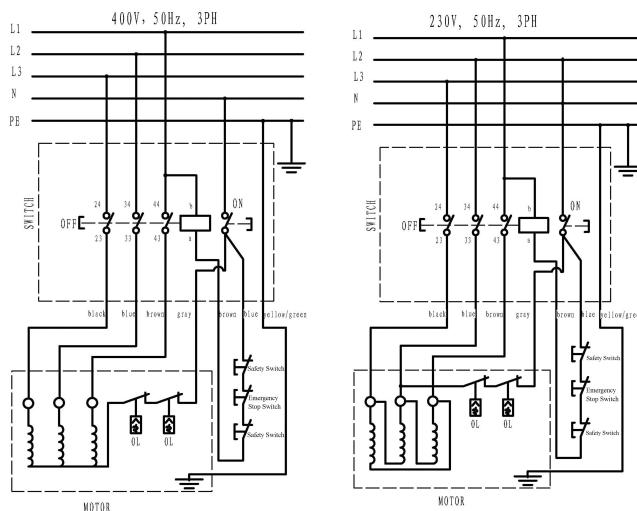 400V, 50Hz, 3PH
L1
L2
L3
N
PE
SWITCH
24 34 44 b ON
OFF
23 33 43 a
black blue brown gray brown blue yellow/green
Safety Switch
Emergency
Stop Switch
Safety Switch
OL OL
MOTOR
230V, 50Hz, 3PH
L1
L2
L3
N
PE
SWITCH
24 34 44 b ON
OFF
23 33 43 a
black blue brown gray brown blue yellow/gree
Safety Switch
Emergency
Stop Switch
Safety Switch
OL OL
MOTOR